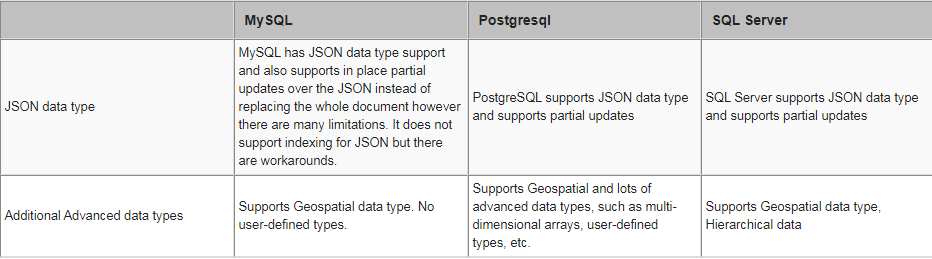 MySQL Postgresql SQL Server
JSON data type
MySQL has JSON data type support
and also supports in place partial
updates over the JSON instead of
replacing the whole document however
there are many limitations. It does not
support indexing for JSON but there
are workarounds.
PostgreSQL supports JSON data type
and supports partial updates
SQL Server supports JSON data type
and supports partial updates
Additional Advanced data types
Supports Geospatial data type. No
user-defined types.
Supports Geospatial and lots of
advanced data types, such as multi-
dimensional arrays, user-defined
types, etc.
Supports Geospatial data type,
Hierarchical data